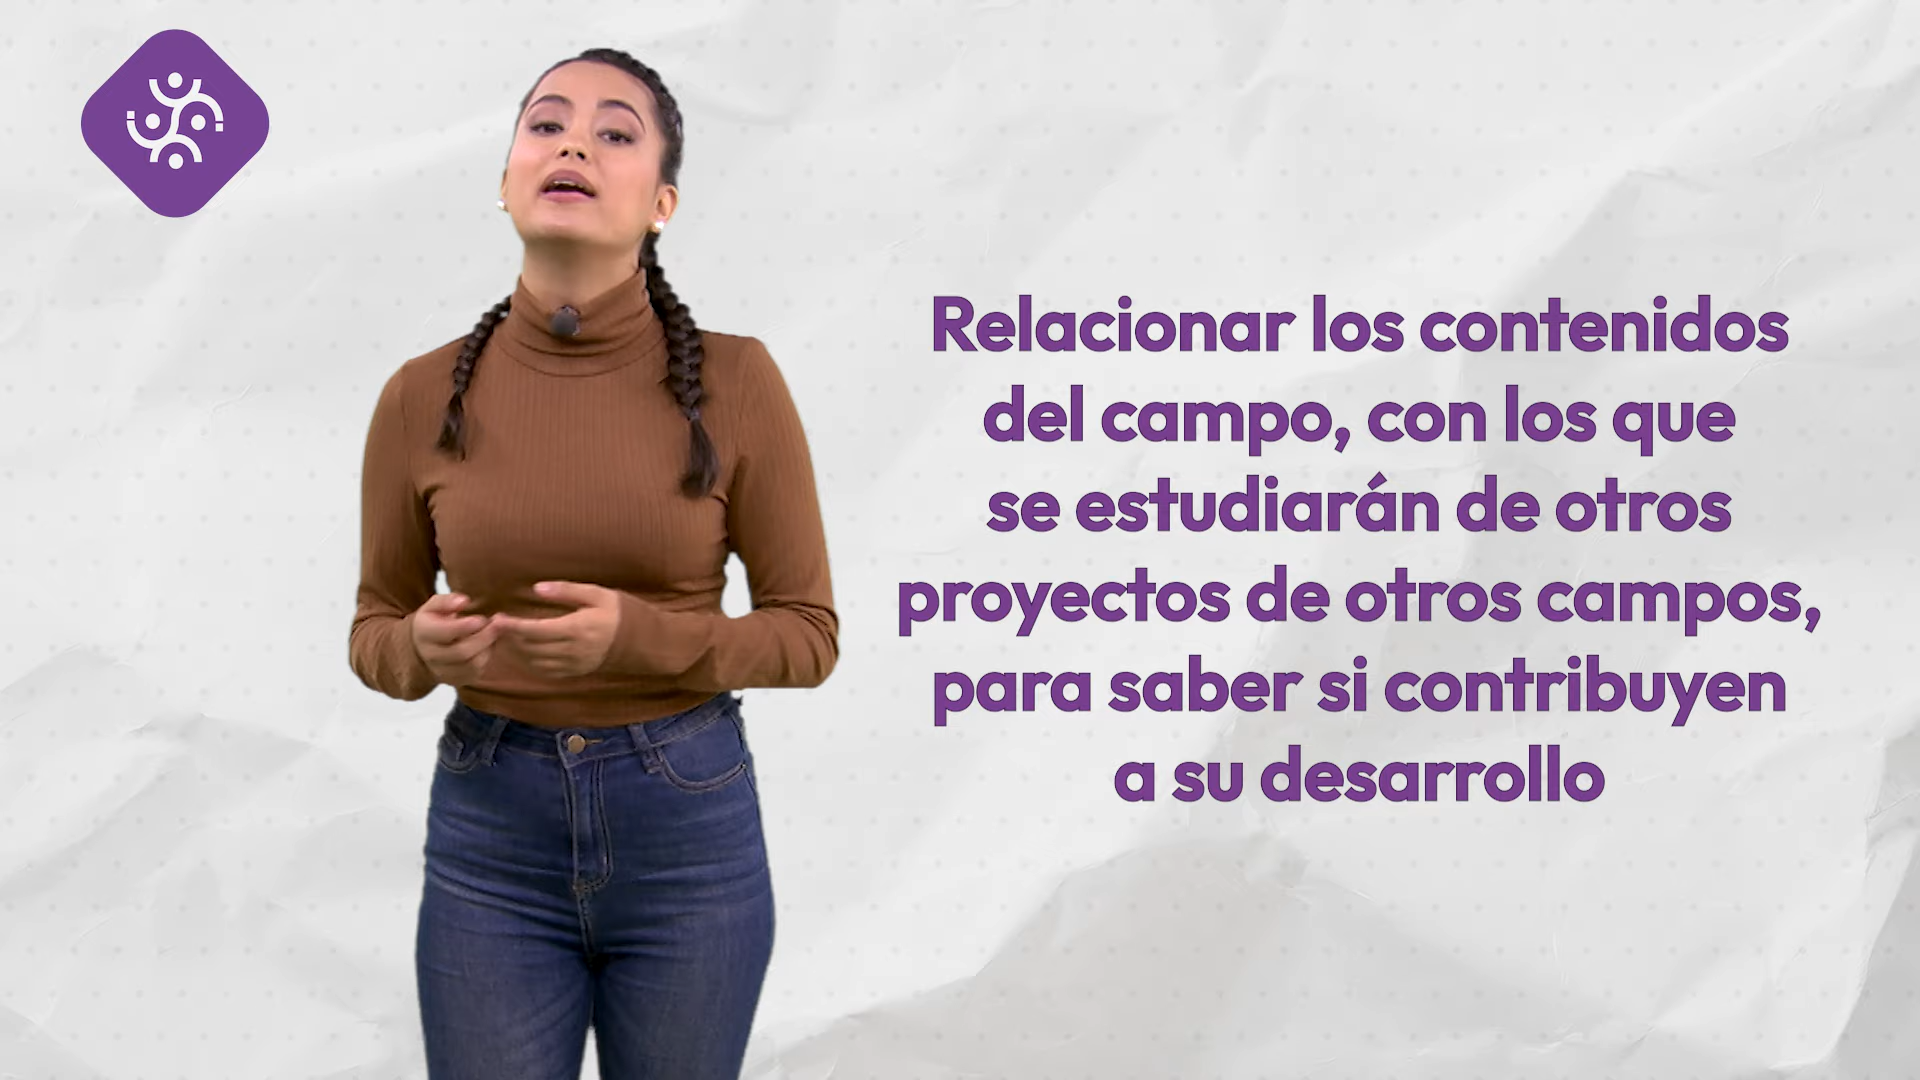 Relacionar los contenidos
del campo, con los que
se estudiarán de otros
proyectos de otros campos,
para saber si contribuyen
a su desarrollo